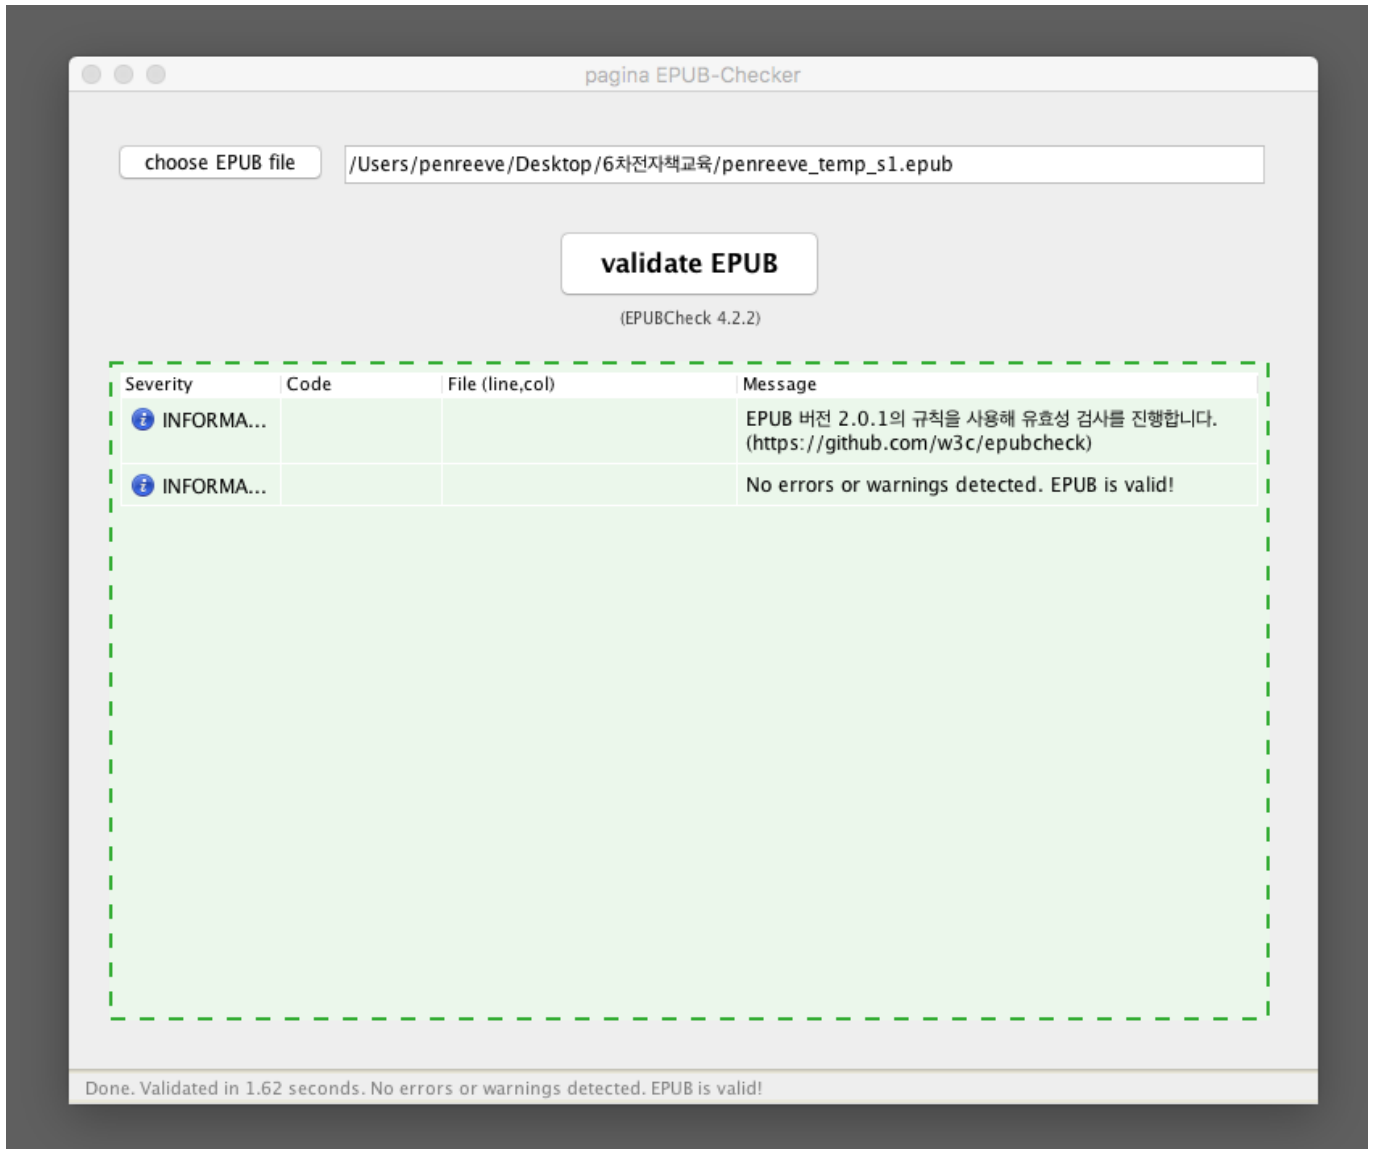 pagina EPUB-Checker
choose EPUB file
/Users/penreeve/Desktop/6차전자책교육/penreeve_temp_s1.epub
validate EPUB
(EPUBCheck 4.2.2)
Severity Code File (line,col) Message
INFORMA... EPUB 버전 2.0.1의 규칙을 사용해 유효성 검사를 진행합니다.
(https://github.com/w3c/epubcheck)
INFORMA... No errors or warnings detected. EPUB is valid!
Done. Validated in 1.62 seconds. No errors or warnings detected. EPUB is valid!